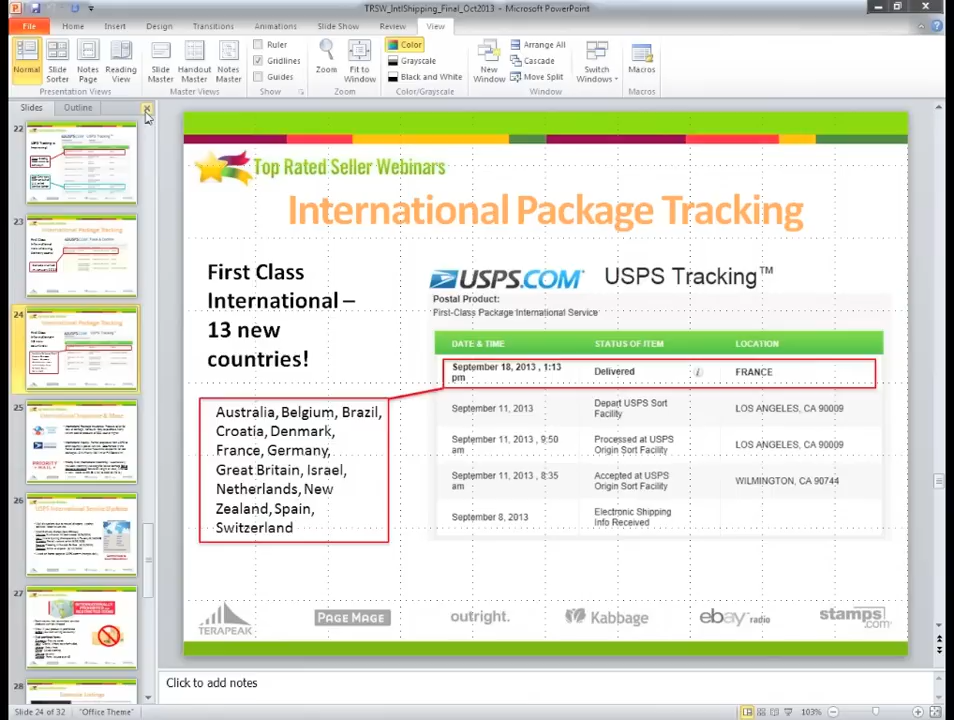 TRSW_IntlShipping_Final_Oct2013 - Microsoft PowerPoint
File Home Insert Design Transitions Animations Slide Show Review View
Normal Slide Sorter Notes Page Reading View Slide Master Handout Master Notes Master
Ruler
Gridlines
Guides
Zoom Fit to Window
Color
Grayscale
Black and White
New Window
Arrange All
Cascade
Move Split
Switch Windows
Macros
Presentation Views Master Views Show Zoom Color/Grayscale Window Macros
Slides Outline
22
23
24
25
26
27
28
Top Rated Seller Webinars
International Package Tracking
First Class
International –
13 new
countries!
Australia, Belgium, Brazil,
Croatia, Denmark,
France, Germany,
Great Britain, Israel,
Netherlands, New
Zealand, Spain,
Switzerland
USPS.COM® USPS Tracking™
Postal Product:
First-Class Package International Service
DATE & TIME STATUS OF ITEM LOCATION
September 18, 2013 , 1:13 pm Delivered i FRANCE
September 11, 2013 Depart USPS Sort Facility LOS ANGELES, CA 90009
September 11, 2013 , 9:50 am Processed at USPS Origin Sort Facility LOS ANGELES, CA 90009
September 11, 2013 , 8:35 am Accepted at USPS Origin Sort Facility WILMINGTON, CA 90744
September 8, 2013 Electronic Shipping Info Received
TERAPEAK PAGE MAGE outright. Kabbage ebay radio stamps.com
Click to add notes
Slide 24 of 32 "Office Theme" 103%